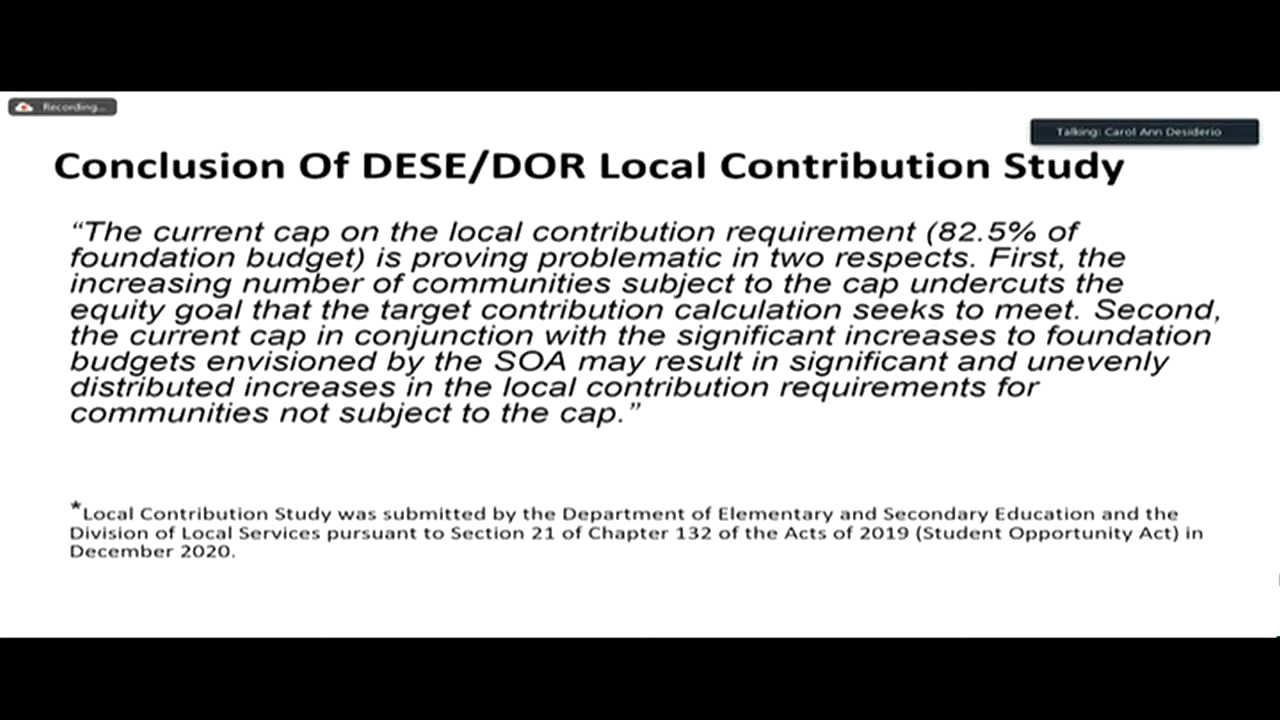 Recording...
Talking: Carol Ann Desiderio
Conclusion Of DESE/DOR Local Contribution Study
“The current cap on the local contribution requirement (82.5% of
foundation budget) is proving problematic in two respects. First, the
increasing number of communities subject to the cap undercuts the
equity goal that the target contribution calculation seeks to meet. Second,
the current cap in conjunction with the significant increases to foundation
budgets envisioned by the SOA may result in significant and unevenly
distributed increases in the local contribution requirements for
communities not subject to the cap.”
*Local Contribution Study was submitted by the Department of Elementary and Secondary Education and the
Division of Local Services pursuant to Section 21 of Chapter 132 of the Acts of 2019 (Student Opportunity Act) in
December 2020.